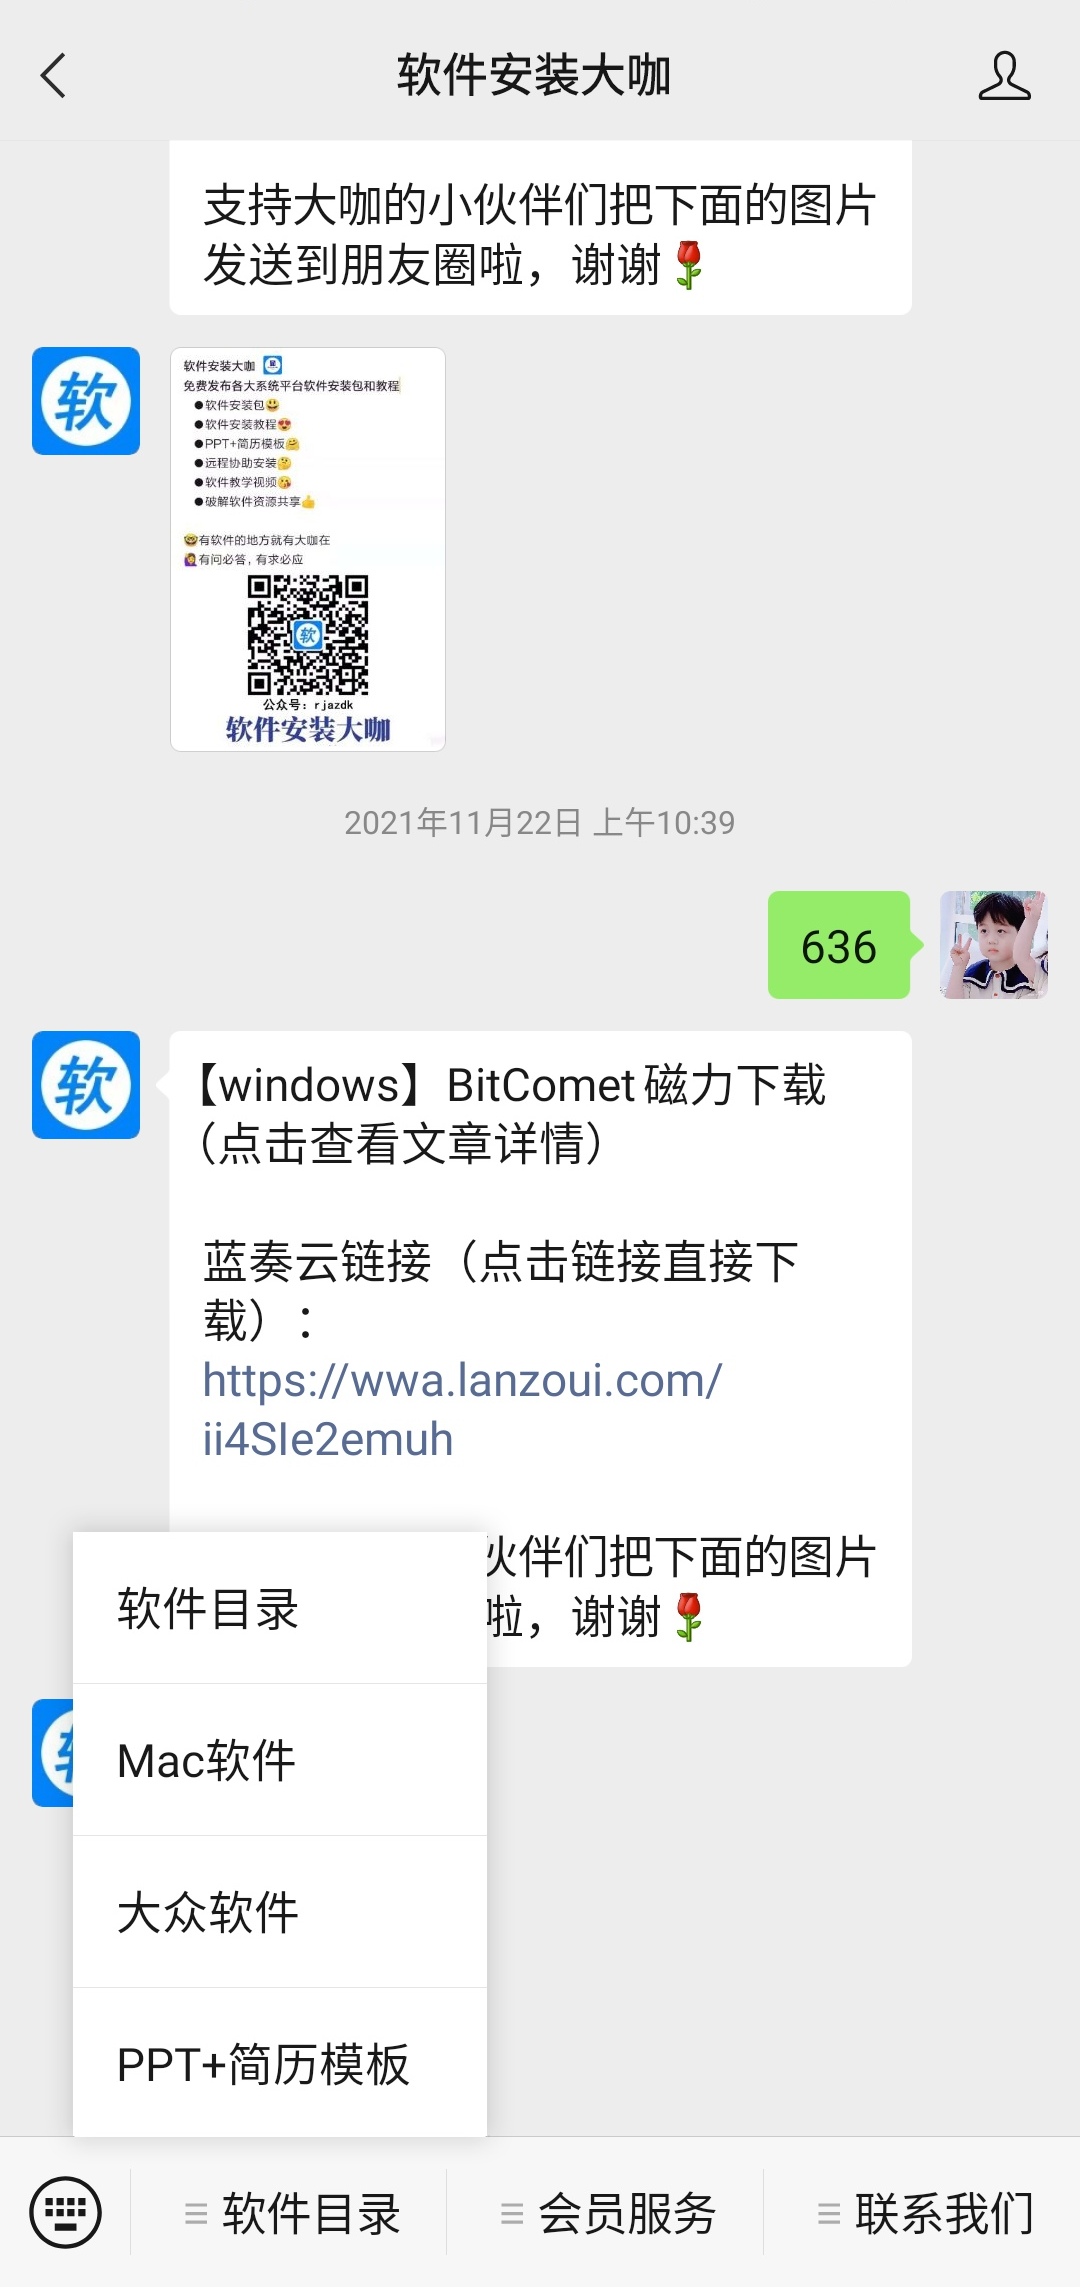 软件安装大咖
支持大咖的小伙伴们把下面的图片
发送到朋友圈啦，谢谢🌹
软
软件安装大咖
免费发布各大系统平台软件安装包和教程
●软件安装包😃
●软件安装教程😍
●PPT+简历模板🤗
●远程协助安装🤔
●软件教学视频😘
●破解软件资源共享👍
🤓有软件的地方就有大咖在
🙋‍♀️有问必答，有求必应
软
公众号：rjazdk
软件安装大咖
2021年11月22日 上午10:39
636
软
【windows】BitComet磁力下载
（点击查看文章详情）
蓝奏云链接（点击链接直接下
载）：
https://wwa.lanzoui.com/
ii4SIe2emuh
伙伴们把下面的图片
啦，谢谢🌹
软件目录
Mac软件
大众软件
PPT+简历模板
软件目录
会员服务
联系我们